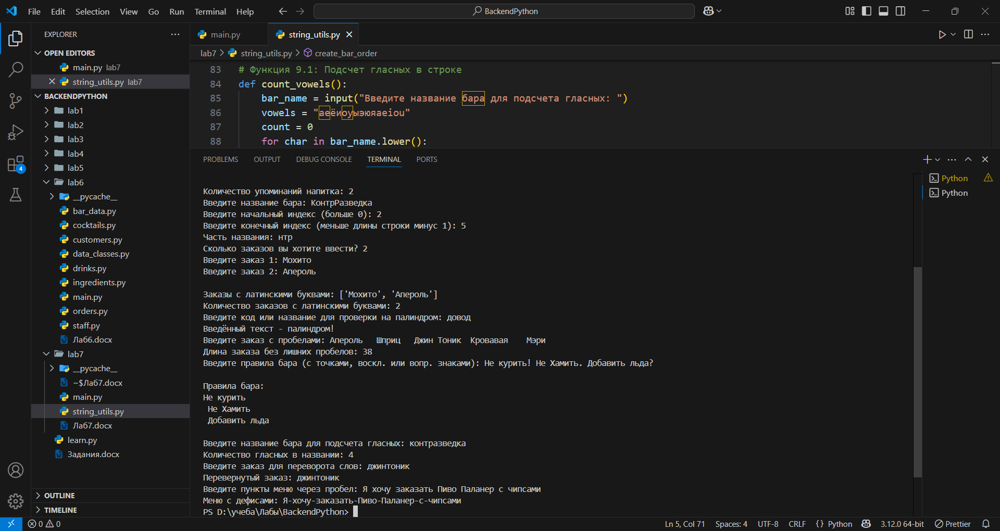 File Edit Selection View Go Run Terminal Help
BackendPython
EXPLORER
OPEN EDITORS
main.py lab7
string_utils.py lab7
BACKENDPYTHON
lab1
lab2
lab3
lab4
lab5
lab6
__pycache__
bar_data.py
cocktails.py
customers.py
data_classes.py
drinks.py
ingredients.py
main.py
orders.py
staff.py
Лаб6.docx
lab7
__pycache__
~$Лаб7.docx
main.py
string_utils.py
Лаб7.docx
learn.py
Задания.docx
OUTLINE
TIMELINE
4
main.py
string_utils.py
lab7 > string_utils.py > create_bar_order
83 # Функция 9.1: Подсчет гласных в строке
84 def count_vowels():
85 bar_name = input("Введите название бара для подсчета гласных: ")
86 vowels = "аеёиоуыэюяaeiou"
87 count = 0
88 for char in bar_name.lower():
PROBLEMS OUTPUT DEBUG CONSOLE TERMINAL PORTS
Python
Python
Количество упоминаний напитка: 2
Введите название бара: КонтрРазведка
Введите начальный индекс (больше 0): 2
Введите конечный индекс (меньше длины строки минус 1): 5
Часть названия: нтр
Сколько заказов вы хотите ввести? 2
Введите заказ 1: Мохито
Введите заказ 2: Апероль
Заказы с латинскими буквами: ['Мохито', 'Апероль']
Количество заказов с латинскими буквами: 2
Введите код или название для проверки на палиндром: довод
Введённый текст - палиндром!
Введите заказ с пробелами: Апероль   Шприц   Джин Тоник  Кровавая    Мэри
Длина заказа без лишних пробелов: 38
Введите правила бара (с точками, воскл. или вопр. знаками): Не курить! Не Хамить. Добавить льда?
Правила бара:
Не курить
Не Хамить
Добавить льда
Введите название бара для подсчета гласных: контразведка
Количество гласных в названии: 4
Введите заказ для переворота слов: джинтоник
Перевернутый заказ: джинтоник
Введите пункты меню через пробел: Я хочу заказать Пиво Паланер с чипсами
Меню с дефисами: Я-хочу-заказать-Пиво-Паланер-с-чипсами
PS D:\учеба\Лабы\BackendPython>
0 0 Ln 5, Col 71 Spaces: 4 UTF-8 CRLF {} Python 3.12.0 64-bit Prettier